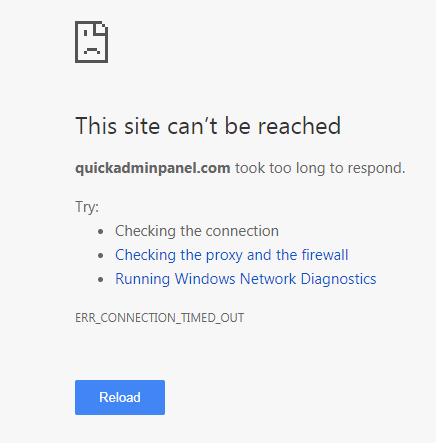 This site can’t be reached
quickadminpanel.com took too long to respond.
Try:
• Checking the connection
• Checking the proxy and the firewall
• Running Windows Network Diagnostics
ERR_CONNECTION_TIMED_OUT
Reload